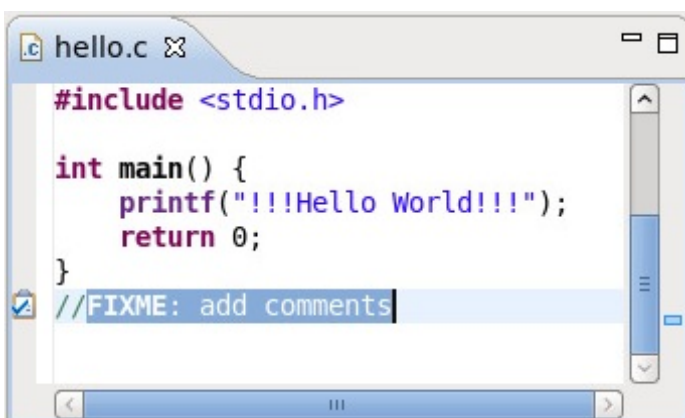 hello.c
#include <stdio.h>
int main() {
    printf("!!!Hello World!!!");
    return 0;
}
//FIXME: add comments